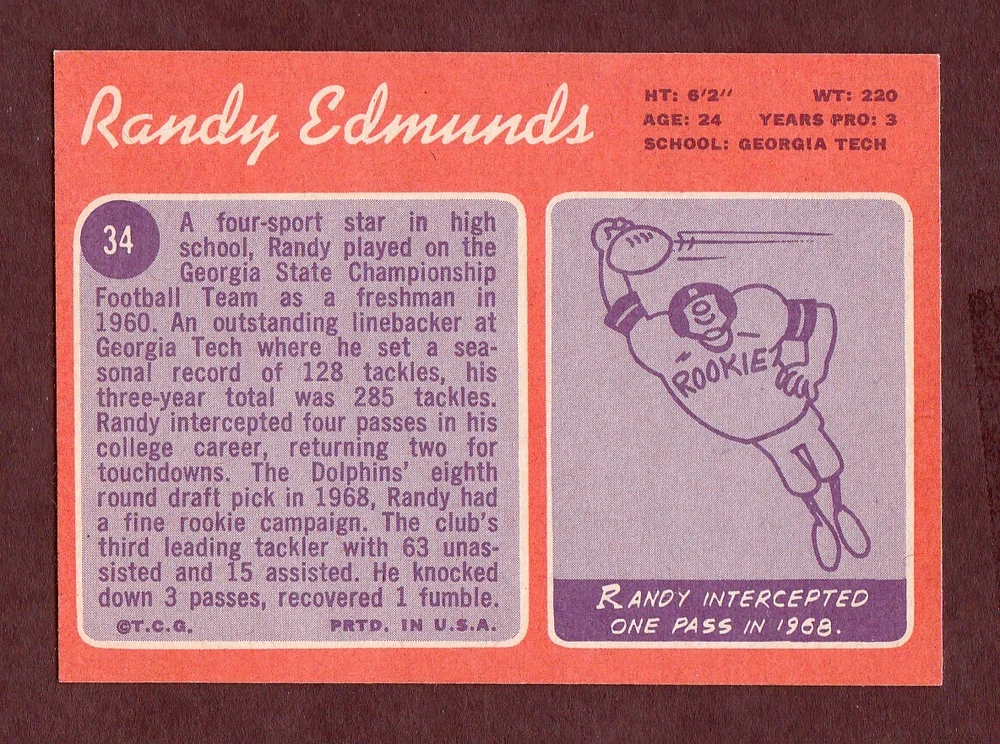 Randy Edmunds
HT: 6'2" WT: 220
AGE: 24 YEARS PRO: 3
SCHOOL: GEORGIA TECH
34
A four-sport star in high
school, Randy played on the
Georgia State Championship
Football Team as a freshman in
1960. An outstanding linebacker at
Georgia Tech where he set a sea-
sonal record of 128 tackles, his
three-year total was 285 tackles.
Randy intercepted four passes in his
college career, returning two for
touchdowns. The Dolphins' eighth
round draft pick in 1968, Randy had
a fine rookie campaign. The club's
third leading tackler with 63 unas-
sisted and 15 assisted. He knocked
down 3 passes, recovered 1 fumble.
©T.C.G. PRTD. IN U.S.A.
ROOKIE
RANDY INTERCEPTED
ONE PASS IN 1968.